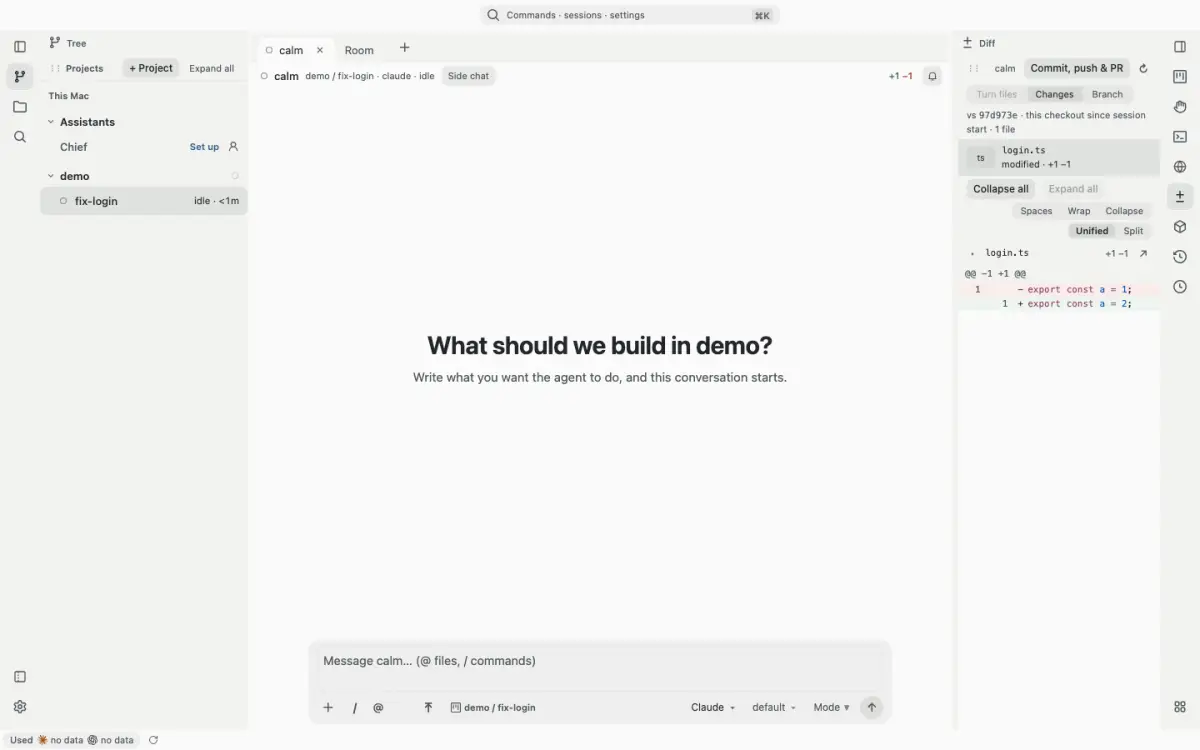 Commands · sessions · settings ⌘K
Tree
Projects + Project Expand all
This Mac
Assistants
Chief Set up
demo
fix-login idle · <1m
calm × Room +
calm demo / fix-login · claude · idle Side chat +1 −1
What should we build in demo?
Write what you want the agent to do, and this conversation starts.
Message calm... (@ files, / commands)
+ / @ demo / fix-login Claude default Mode
Diff
calm Commit, push & PR
Turn files Changes Branch
vs 97d973e · this checkout since session
start · 1 file
ts login.ts
modified · +1 −1
Collapse all Expand all
Spaces Wrap Collapse
Unified Split
login.ts +1 −1
@@ −1 +1 @@
1 − export const a = 1;
1 + export const a = 2;
Used no data no data